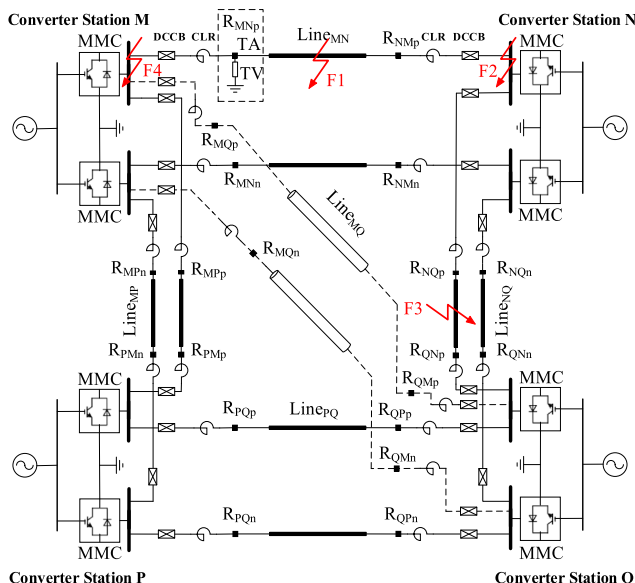 Converter Station M
Converter Station N
MMC
DCCB CLR
R_MNp
TA
TV
Line_MN
R_NMp
CLR DCCB
MMC
F4
F1
F2
R_MQp
R_MNn
R_NMn
MMC
MMC
Line_MQ
R_MQn
R_MPn
R_MPp
Line_MP
R_PMn
R_PMp
R_NQp
R_NQn
F3
Line_NQ
R_QNp
R_QNn
MMC
R_QMp
MMC
R_PQp
Line_PQ
R_QPp
R_QMn
R_PQn
R_QPn
MMC
MMC
Converter Station P
Converter Station Q